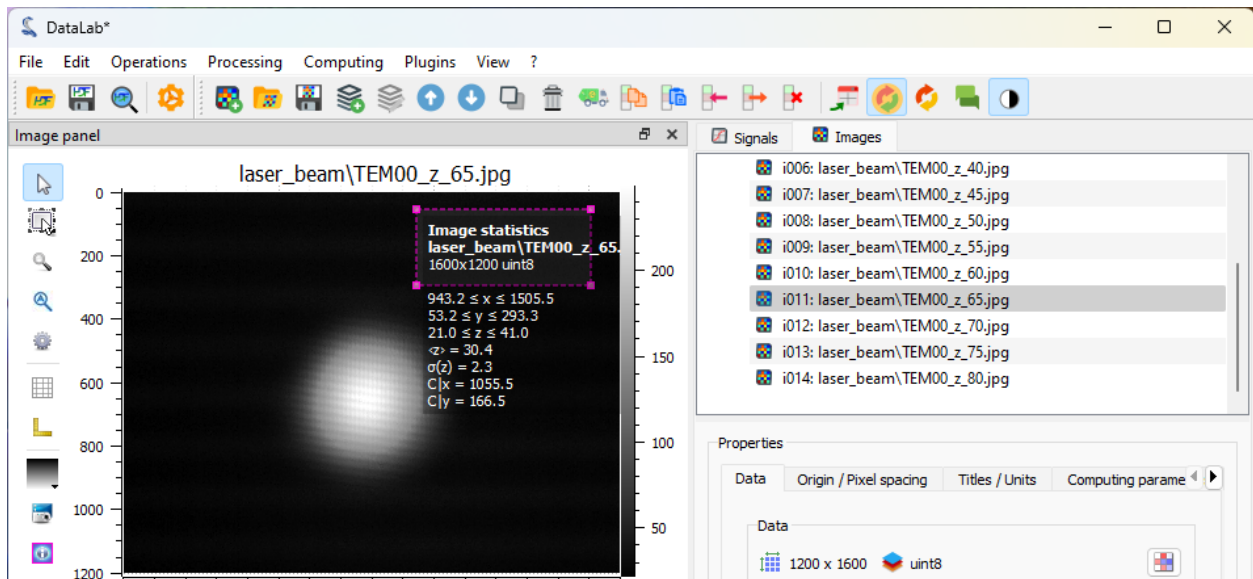 DataLab*
File Edit Operations Processing Computing Plugins View ?
Image panel
laser_beam\TEM00_z_65.jpg
0
200
400
600
800
1000
1200
Image statistics
laser_beam\TEM00_z_65.
1600x1200 uint8
943.2 ≤ x ≤ 1505.5
53.2 ≤ y ≤ 293.3
21.0 ≤ z ≤ 41.0
<z> = 30.4
σ(z) = 2.3
C|x = 1055.5
C|y = 166.5
200
150
100
50
Signals Images
i006: laser_beam\TEM00_z_40.jpg
i007: laser_beam\TEM00_z_45.jpg
i008: laser_beam\TEM00_z_50.jpg
i009: laser_beam\TEM00_z_55.jpg
i010: laser_beam\TEM00_z_60.jpg
i011: laser_beam\TEM00_z_65.jpg
i012: laser_beam\TEM00_z_70.jpg
i013: laser_beam\TEM00_z_75.jpg
i014: laser_beam\TEM00_z_80.jpg
Properties
Data Origin / Pixel spacing Titles / Units Computing parame
Data
1200 x 1600 uint8